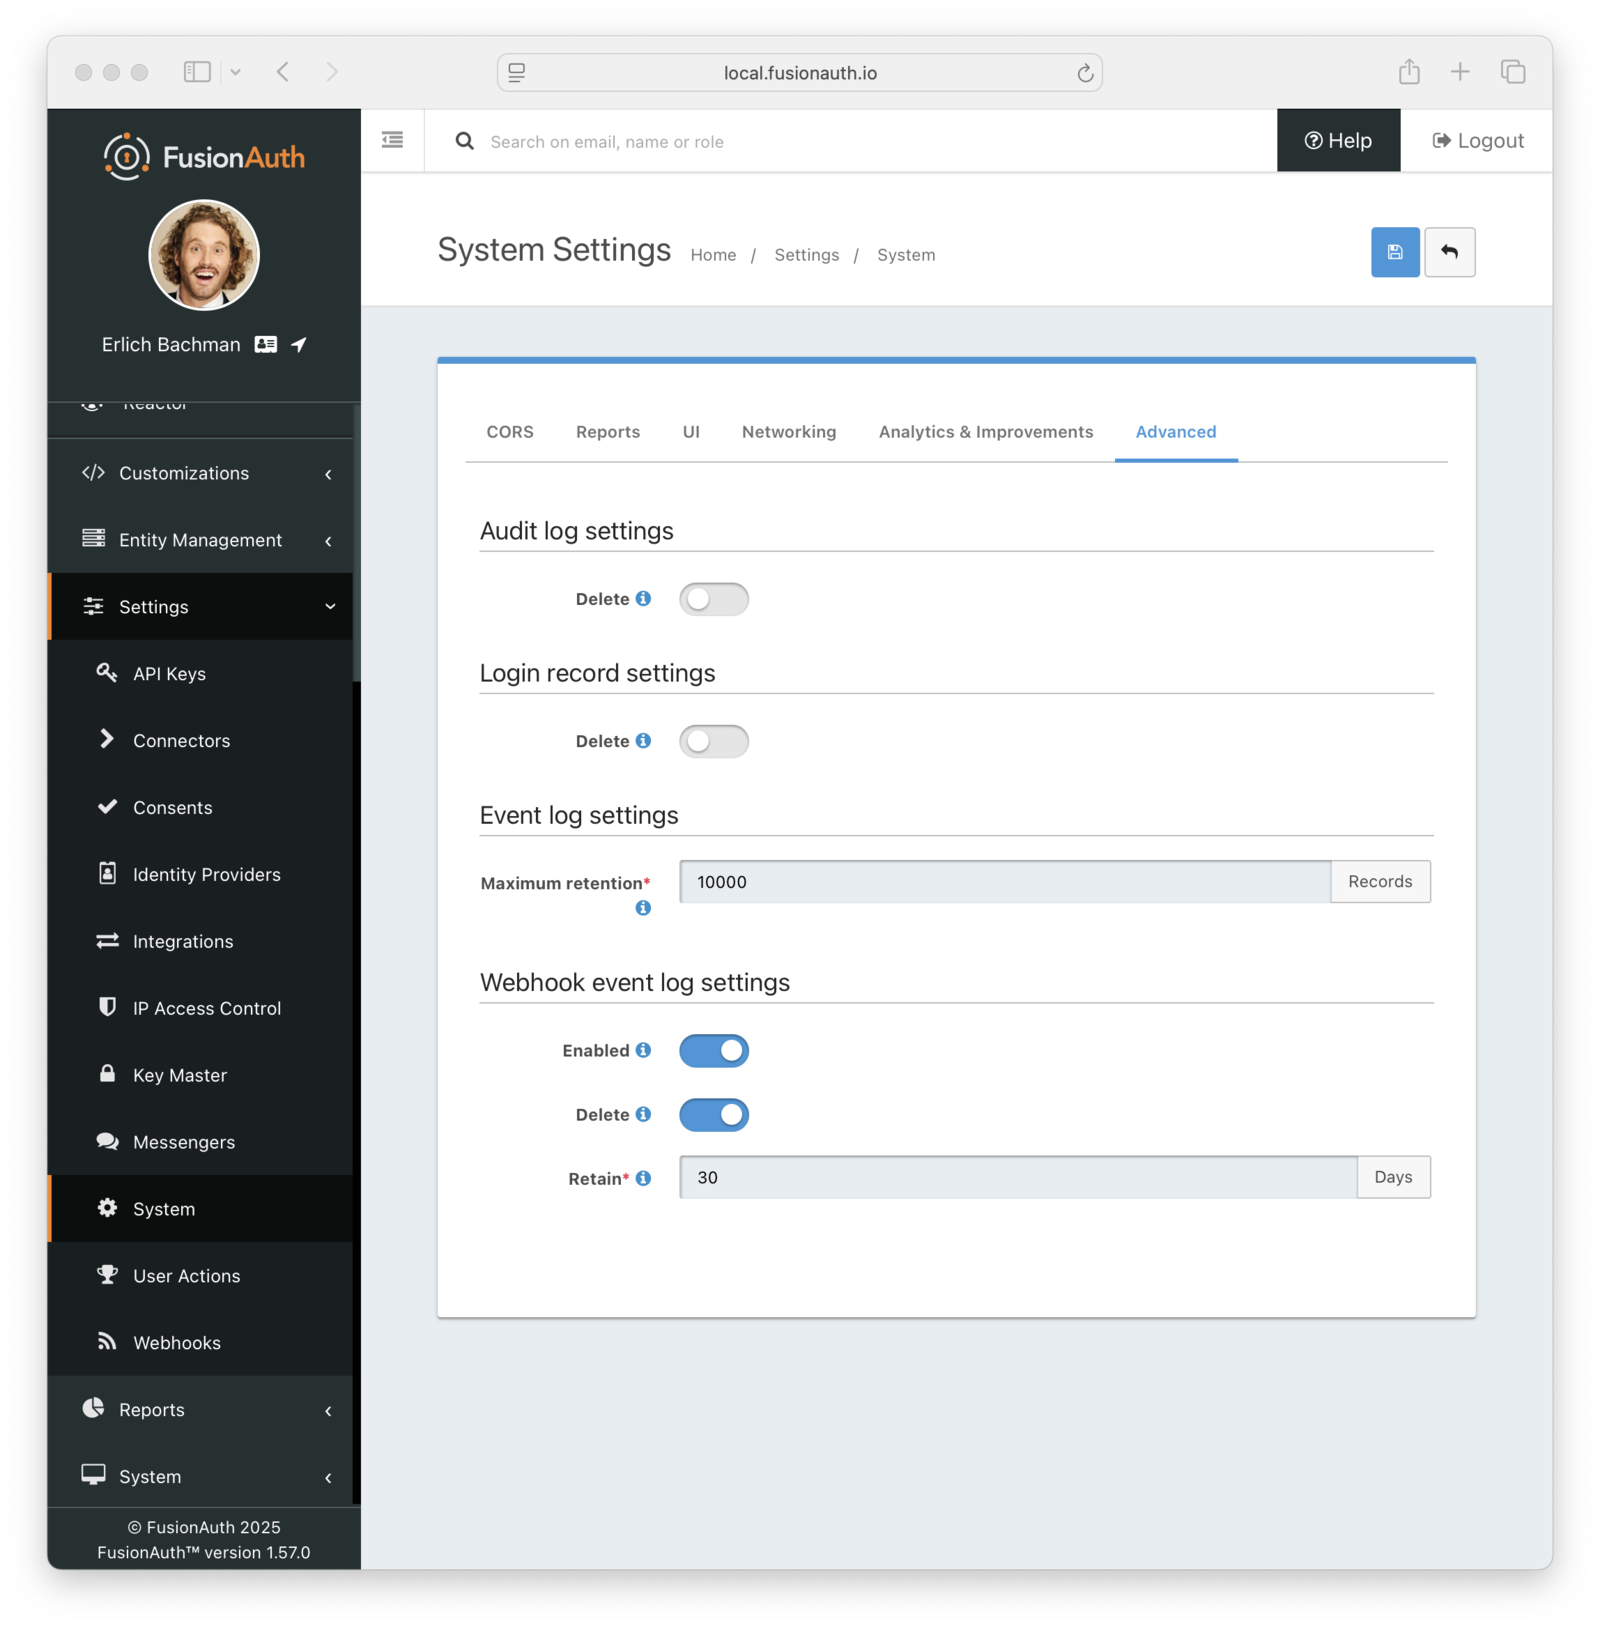 local.fusionauth.io
FusionAuth
Search on email, name or role
Help
Logout
System Settings
Home / Settings / System
Erlich Bachman
Reactor
Customizations
Entity Management
Settings
API Keys
Connectors
Consents
Identity Providers
Integrations
IP Access Control
Key Master
Messengers
System
User Actions
Webhooks
Reports
System
© FusionAuth 2025
FusionAuth™ version 1.57.0
CORS Reports UI Networking Analytics & Improvements Advanced
Audit log settings
Delete
Login record settings
Delete
Event log settings
Maximum retention* 10000 Records
Webhook event log settings
Enabled
Delete
Retain* 30 Days